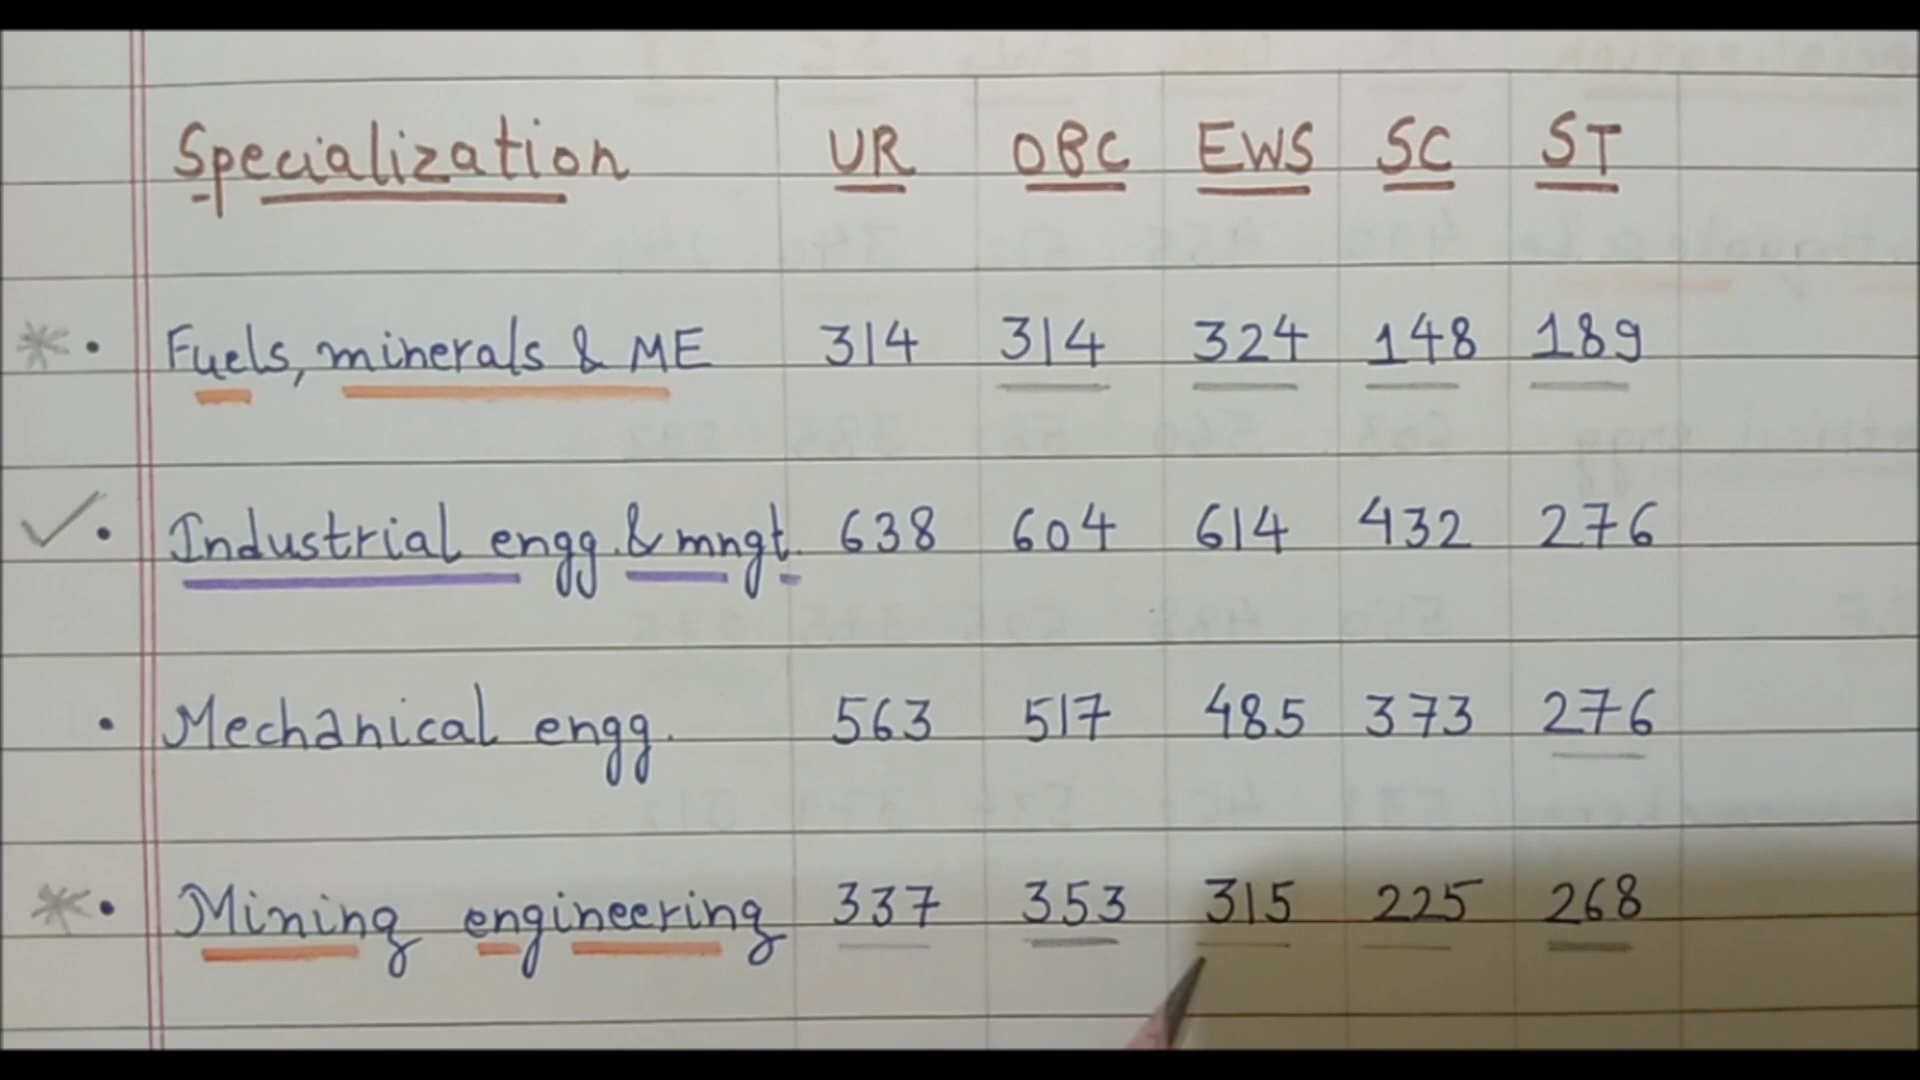 Specialization UR OBC EWS SC ST
* • Fuels, minerals & ME 314 314 324 148 189
✓ • Industrial engg. & mngt. 638 604 614 432 276
• Mechanical engg. 563 517 485 373 276
* • Mining engineering 337 353 315 225 268